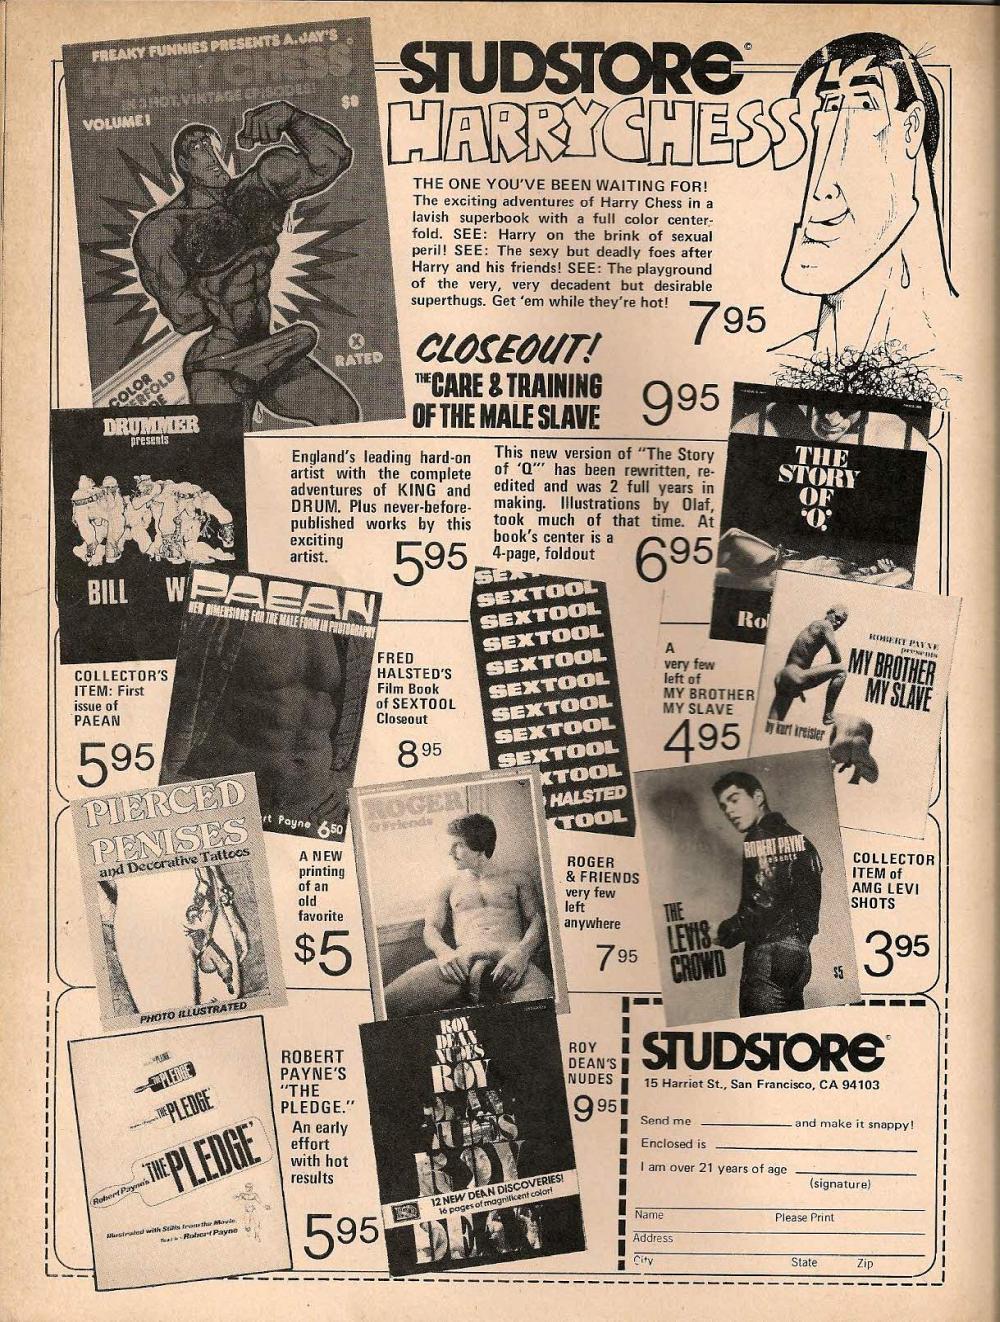 FREAKY FUNNIES PRESENTS A. JAY'S
HARRY CHESS
IN 3 HOT VINTAGE EPISODES!
VOLUME I
$8
X
RATED
COLOR
STUDSTORE©
HARRY CHESS
THE ONE YOU'VE BEEN WAITING FOR!
The exciting adventures of Harry Chess in a
lavish superbook with a full color center-
fold. SEE: Harry on the brink of sexual
peril! SEE: The sexy but deadly foes after
Harry and his friends! SEE: The playground
of the very, very decadent but desirable
superthugs. Get 'em while they're hot!
7 95
CLOSEOUT!
THE CARE & TRAINING
OF THE MALE SLAVE
9 95
DRUMMER
presents
BILL W
England's leading hard-on
artist with the complete
adventures of KING and
DRUM. Plus never-before-
published works by this
exciting
artist.
5 95
This new version of "The Story
of 'Q'" has been rewritten, re-
edited and was 2 full years in
making. Illustrations by Olaf,
took much of that time. At
book's center is a
4-page, foldout
6 95
THE
STORY
OF
'Q'
Ro
COLLECTOR'S
ITEM: First
issue of
PAEAN
5 95
PAEAN
NEW DIMENSIONS FOR THE MALE FORM IN PHOTOGRAPHY
rt Payne 6 50
FRED
HALSTED'S
Film Book
of SEXTOOL
Closeout
8 95
SEXTOOL
SEXTOOL
SEXTOOL
SEXTOOL
SEXTOOL
SEXTOOL
SEXTOOL
SEXTOOL
SEXTOOL
XTOOL
HALSTED
TOOL
A
very few
left of
MY BROTHER
MY SLAVE
4 95
ROBERT PAYNE
presents
MY BROTHER
MY SLAVE
by kurt kreisler
PIERCED
PENISES
and Decorative Tattoos
PHOTO ILLUSTRATED
A NEW
printing
of an
old
favorite
$5
ROGER
& Friends
ROGER
& FRIENDS
very few
left
anywhere
7 95
ROBERT PAYNE
presents
THE
LEVIS
CROWD
$5
COLLECTOR
ITEM of
AMG LEVI
SHOTS
3 95
THE PLEDGE
THE PLEDGE
Robert Payne's 'THE PLEDGE'
Illustrated with Stills from the Movie
Robert Payne
ROBERT
PAYNE'S
"THE
PLEDGE."
An early
effort
with hot
results
5 95
ROY
DEAN
NUDES
ROY
DEAN
NUDES
ROY
12 NEW DEAN DISCOVERIES!
16 pages of magnificent color!
DEAN
ROY
DEAN'S
NUDES
9 95
STUDSTORE©
15 Harriet St., San Francisco, CA 94103
Send me and make it snappy!
Enclosed is
I am over 21 years of age
(signature)
Name Please Print
Address
City State Zip